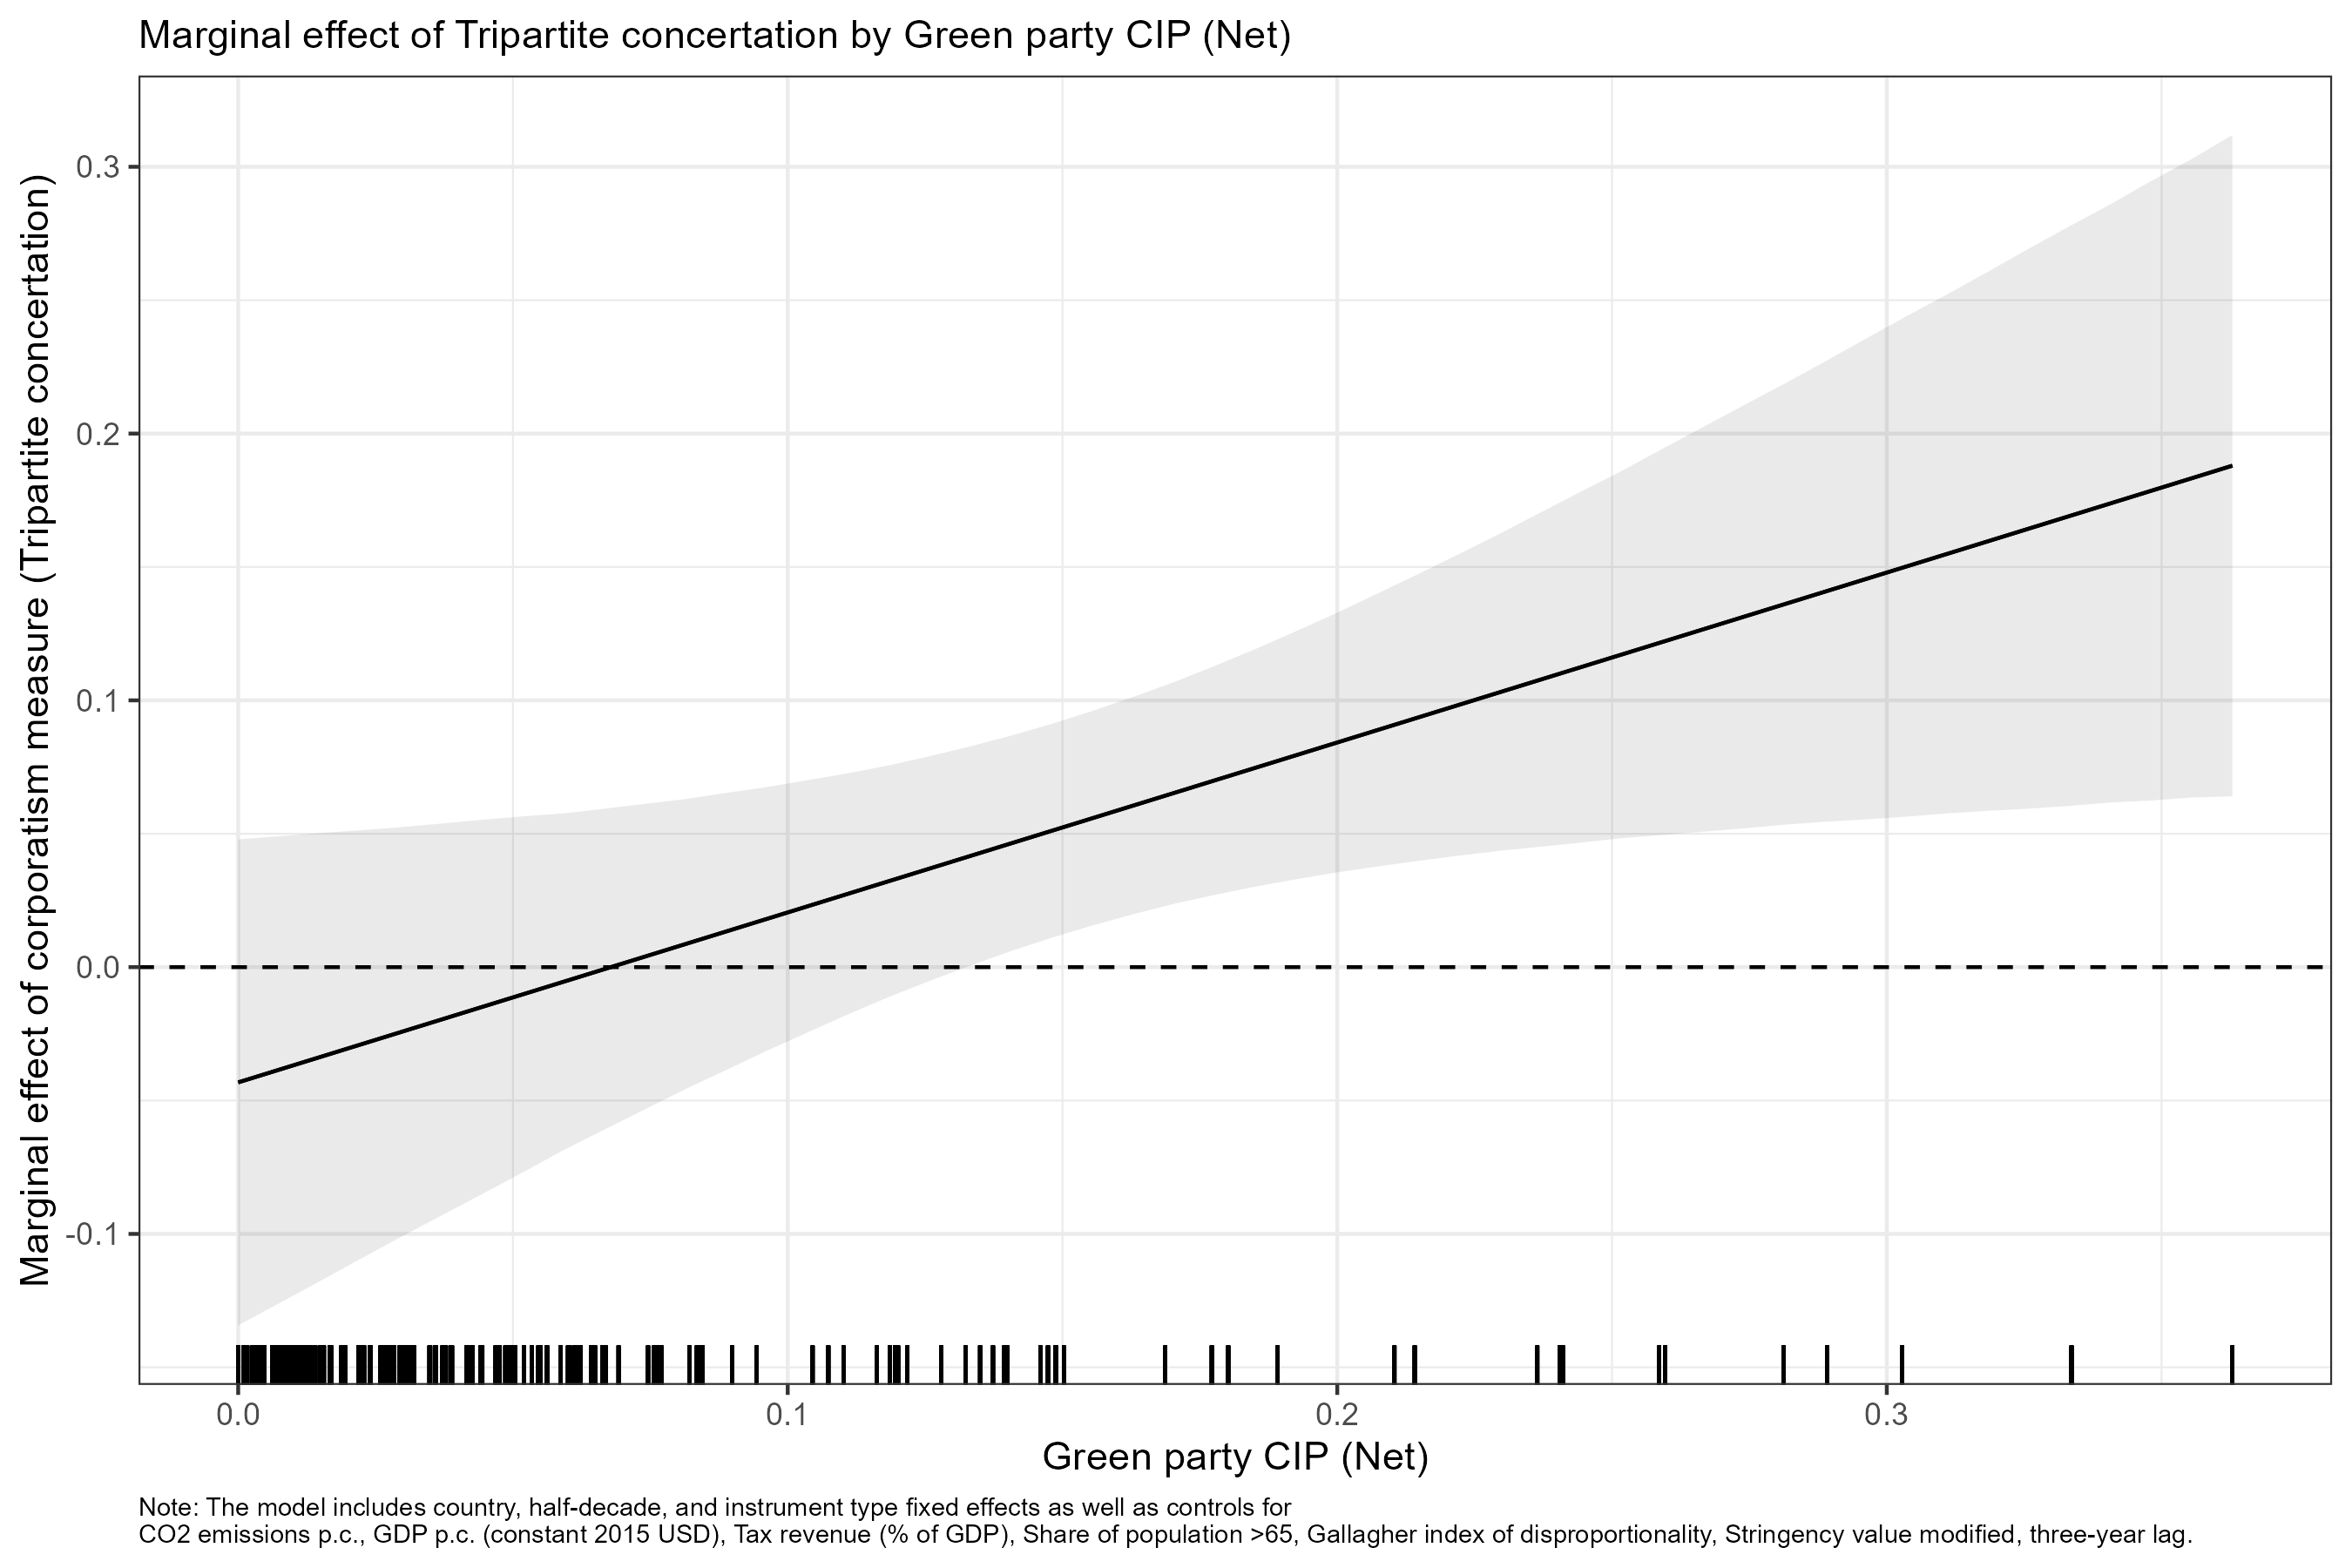 Marginal effect of Tripartite concertation by Green party CIP (Net)
Marginal effect of corporatism measure (Tripartite concertation)
0.3
0.2
0.1
0.0
-0.1
0.0 0.1 0.2 0.3
Green party CIP (Net)
Note: The model includes country, half-decade, and instrument type fixed effects as well as controls for
CO2 emissions p.c., GDP p.c. (constant 2015 USD), Tax revenue (% of GDP), Share of population >65, Gallagher index of disproportionality, Stringency value modified, three-year lag.